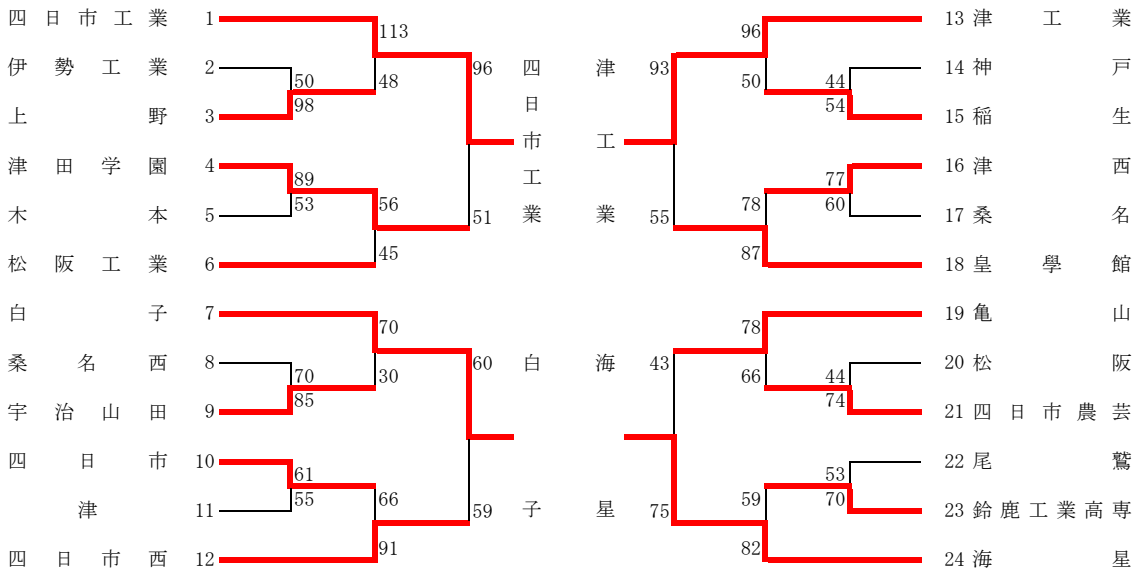 四日市工業 1
伊勢工業 2
上野 3
津田学園 4
木本 5
松阪工業 6
白子 7
桑名西 8
宇治山田 9
四日市 10
津 11
四日市西 12
113
50
98
48
96
89
53
56
45
51
70
70
85
30
60
61
55
66
91
59
四日市工業
白子
津工業
海星
96
93
50
44
54
77
60
78
87
55
78
43
66
44
74
53
70
59
82
75
13 津工業
14 神戸
15 稲生
16 津西
17 桑名
18 皇學館
19 亀山
20 松阪
21 四日市農芸
22 尾鷲
23 鈴鹿工業高専
24 海星